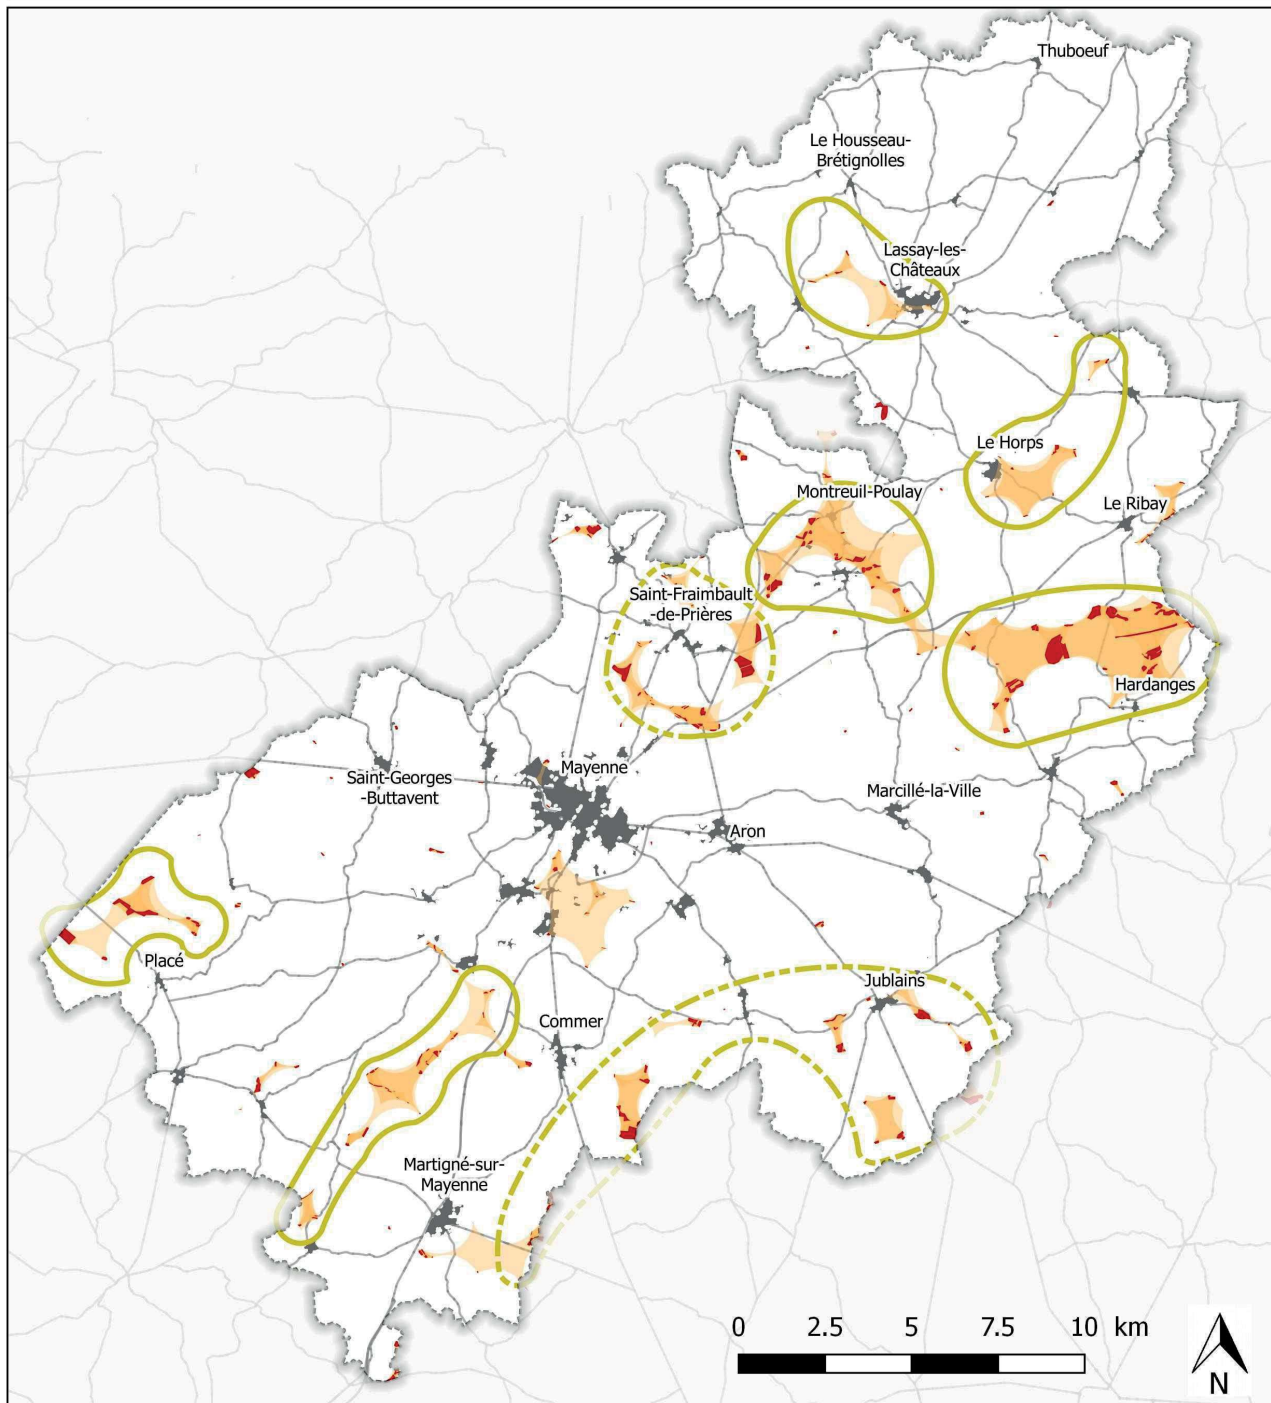 Thuboeuf
Le Housseau-
Brétignolles
Lassay-les-
Châteaux
Le Horps
Montreuil-Poulay
Le Ribay
Saint-Fraimbault
-de-Prières
Hardanges
Mayenne
Saint-Georges
-Buttavent
Marcillé-la-Ville
Aron
Placé
Jublains
Commer
Martigné-sur-
Mayenne
0 2.5 5 7.5 10 km
N